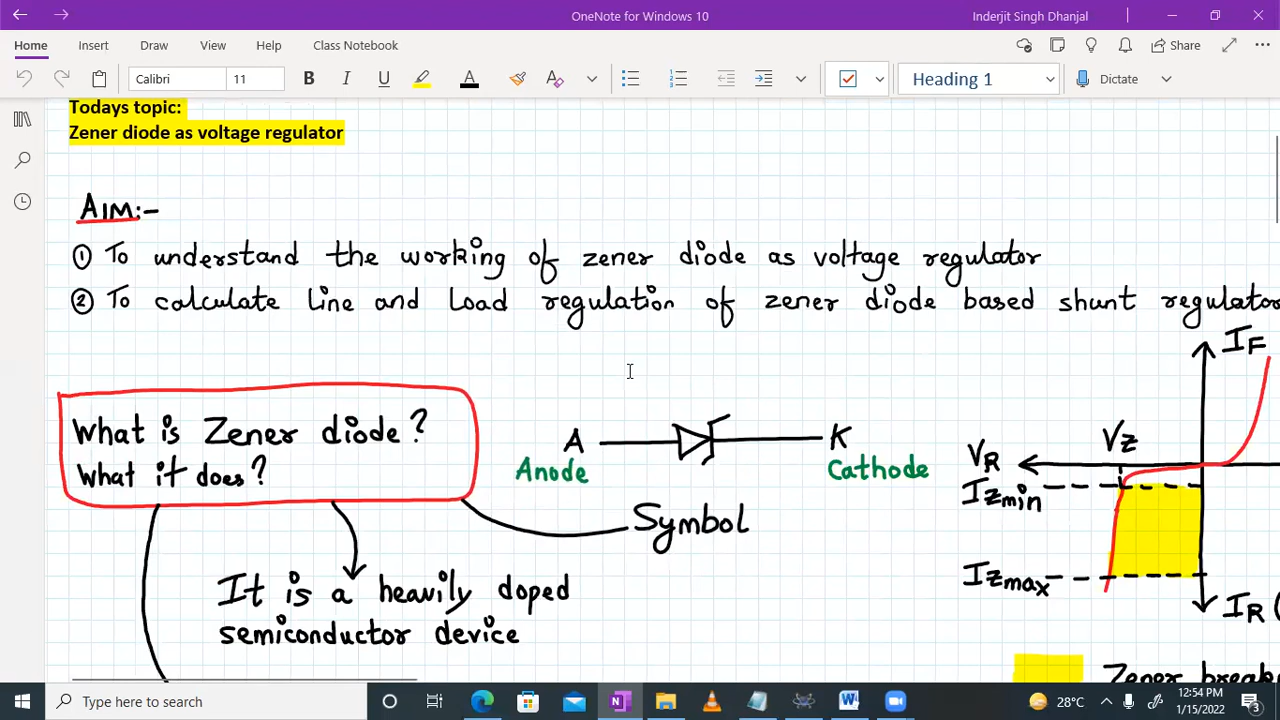 OneNote for Windows 10
Inderjit Singh Dhanjal
Home Insert Draw View Help Class Notebook
Share
Calibri 11 B I U A Heading 1 Dictate
Todays topic:
Zener diode as voltage regulator
AIM:-
① To understand the working of zener diode as voltage regulator
② To calculate Line and Load regulation of zener diode based shunt regulator
IF
What is Zener diode?
What it does?
A K
Anode Cathode
VR VZ
Izmin
Symbol
Izmax
It is a heavily doped
semiconductor device
IR (
Zener break
Type here to search
28°C
12:54 PM
1/15/2022
3